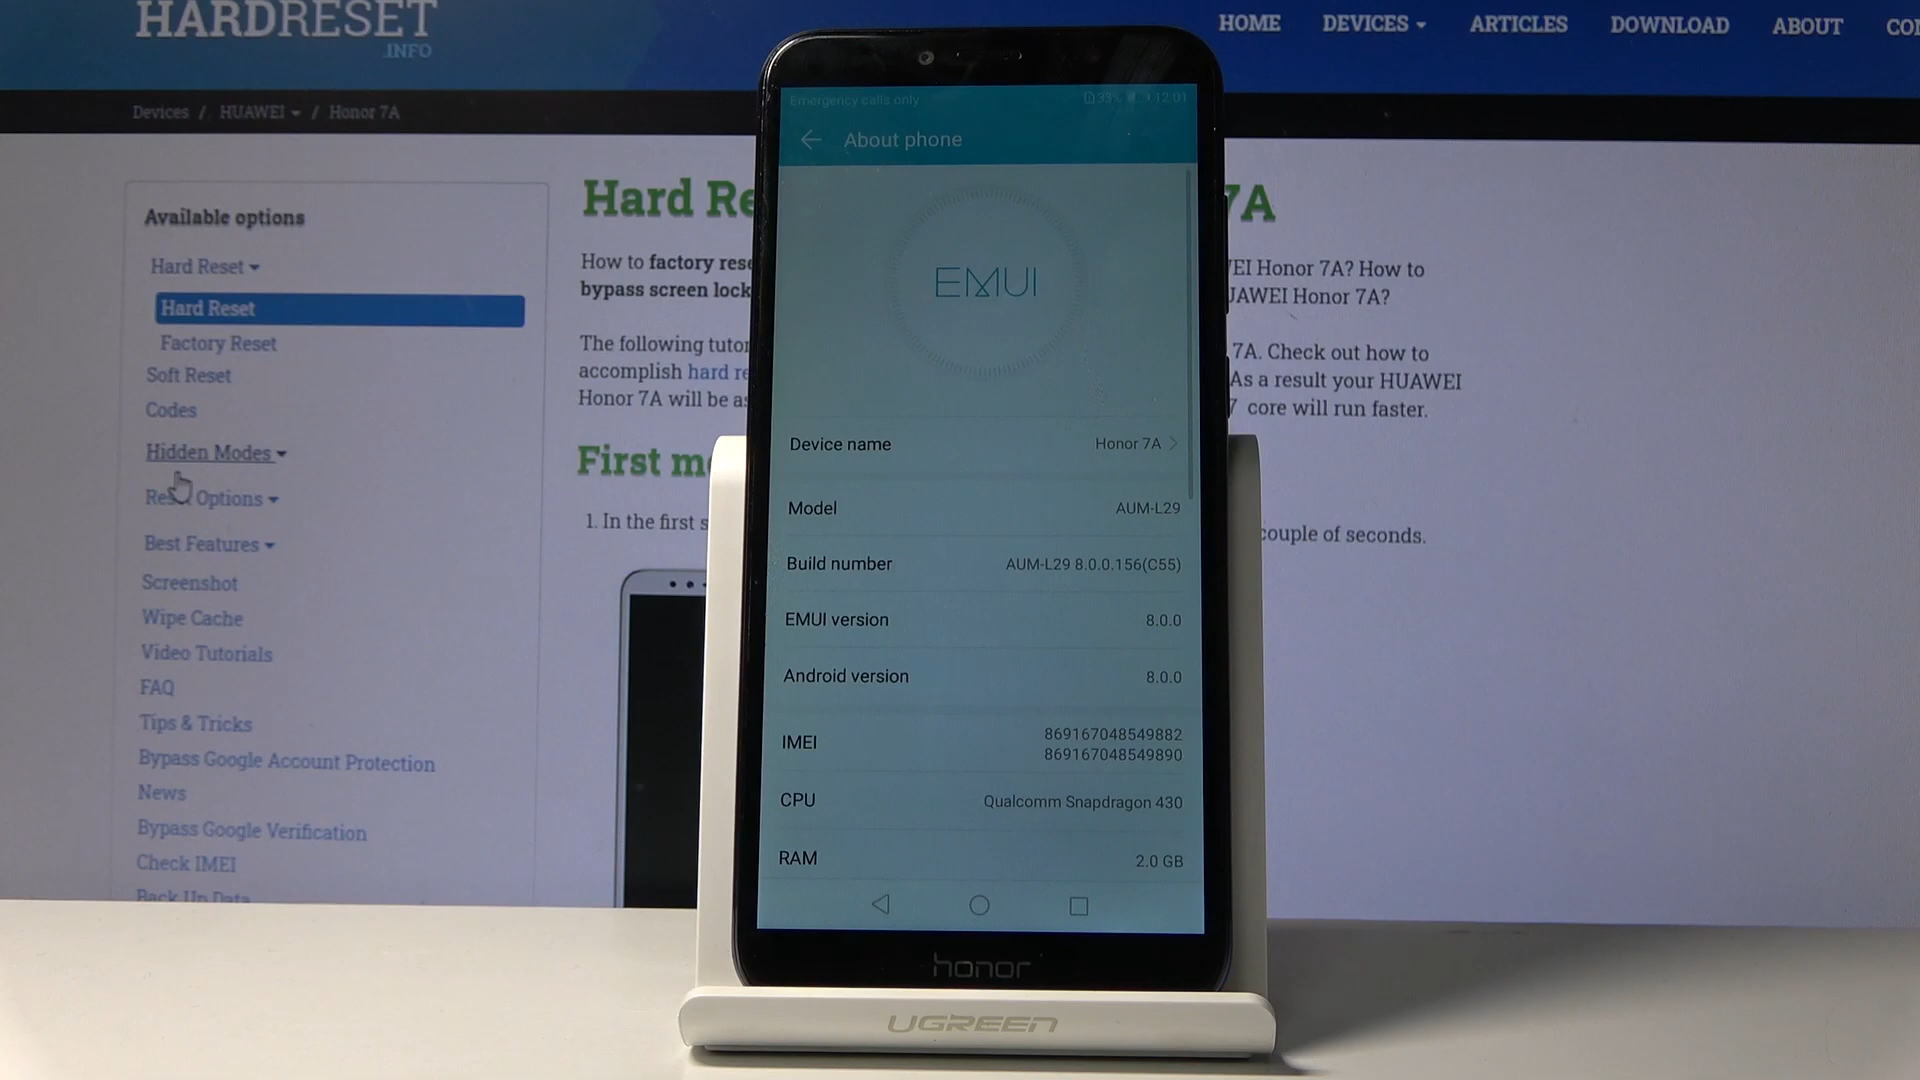 HARDRESET
.INFO
HOME DEVICES ARTICLES DOWNLOAD ABOUT
Devices / HUAWEI / Honor 7A
Available options
Hard Reset
Hard Reset
Factory Reset
Soft Reset
Codes
Hidden Modes
Options
Best Features
Screenshot
Wipe Cache
Video Tutorials
FAQ
Tips & Tricks
Bypass Google Account Protection
News
Bypass Google Verification
Check IMEI
Back Up Data
Hard Re 7A
How to factory rese EI Honor 7A? How to
bypass screen lock AWEI Honor 7A?
The following tutor 7A. Check out how to
accomplish hard re As a result your HUAWEI
Honor 7A will be a core will run faster.
First m
1. In the first s couple of seconds.
Emergency calls only 33% 12:01
About phone
EMUI
Device name Honor 7A
Model AUM-L29
Build number AUM-L29 8.0.0.156(C55)
EMUI version 8.0.0
Android version 8.0.0
IMEI 869167048549882
869167048549890
CPU Qualcomm Snapdragon 430
RAM 2.0 GB
honor
UGREEN